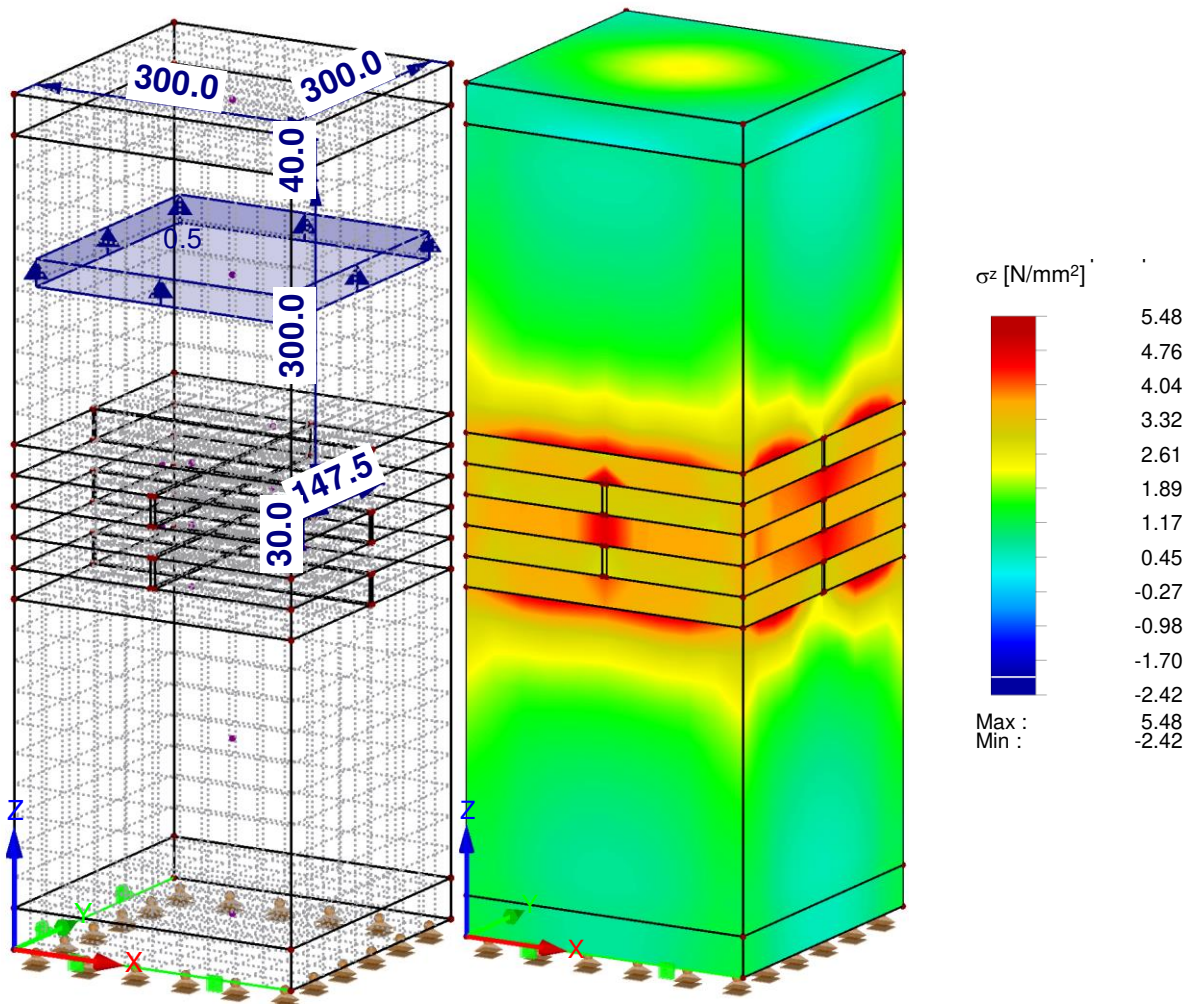 300.0
300.0
40.0
0.5
300.0
147.5
30.0
Z
Y
X
Z
Y
X
σz [N/mm²]
5.48
4.76
4.04
3.32
2.61
1.89
1.17
0.45
-0.27
-0.98
-1.70
-2.42
Max : 5.48
Min : -2.42